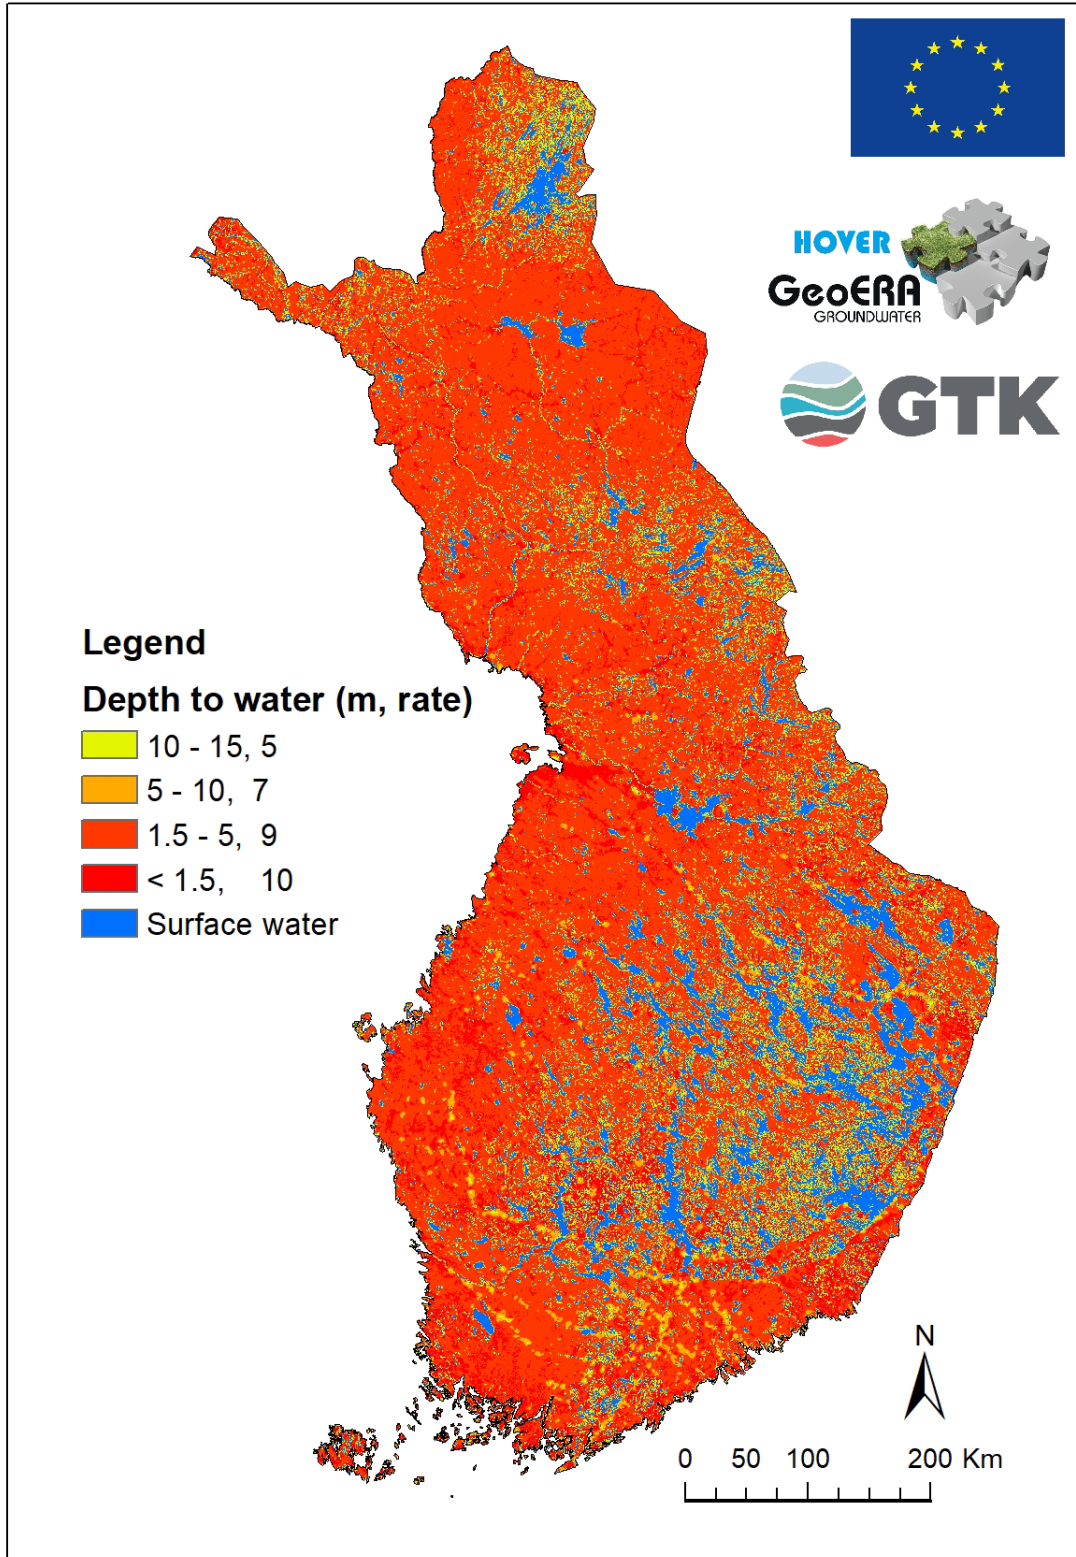 HOVER
GeoERA
GROUNDWATER
GTK
Legend
Depth to water (m, rate)
10 - 15, 5
5 - 10, 7
1.5 - 5, 9
< 1.5, 10
Surface water
N
0 50 100 200 Km